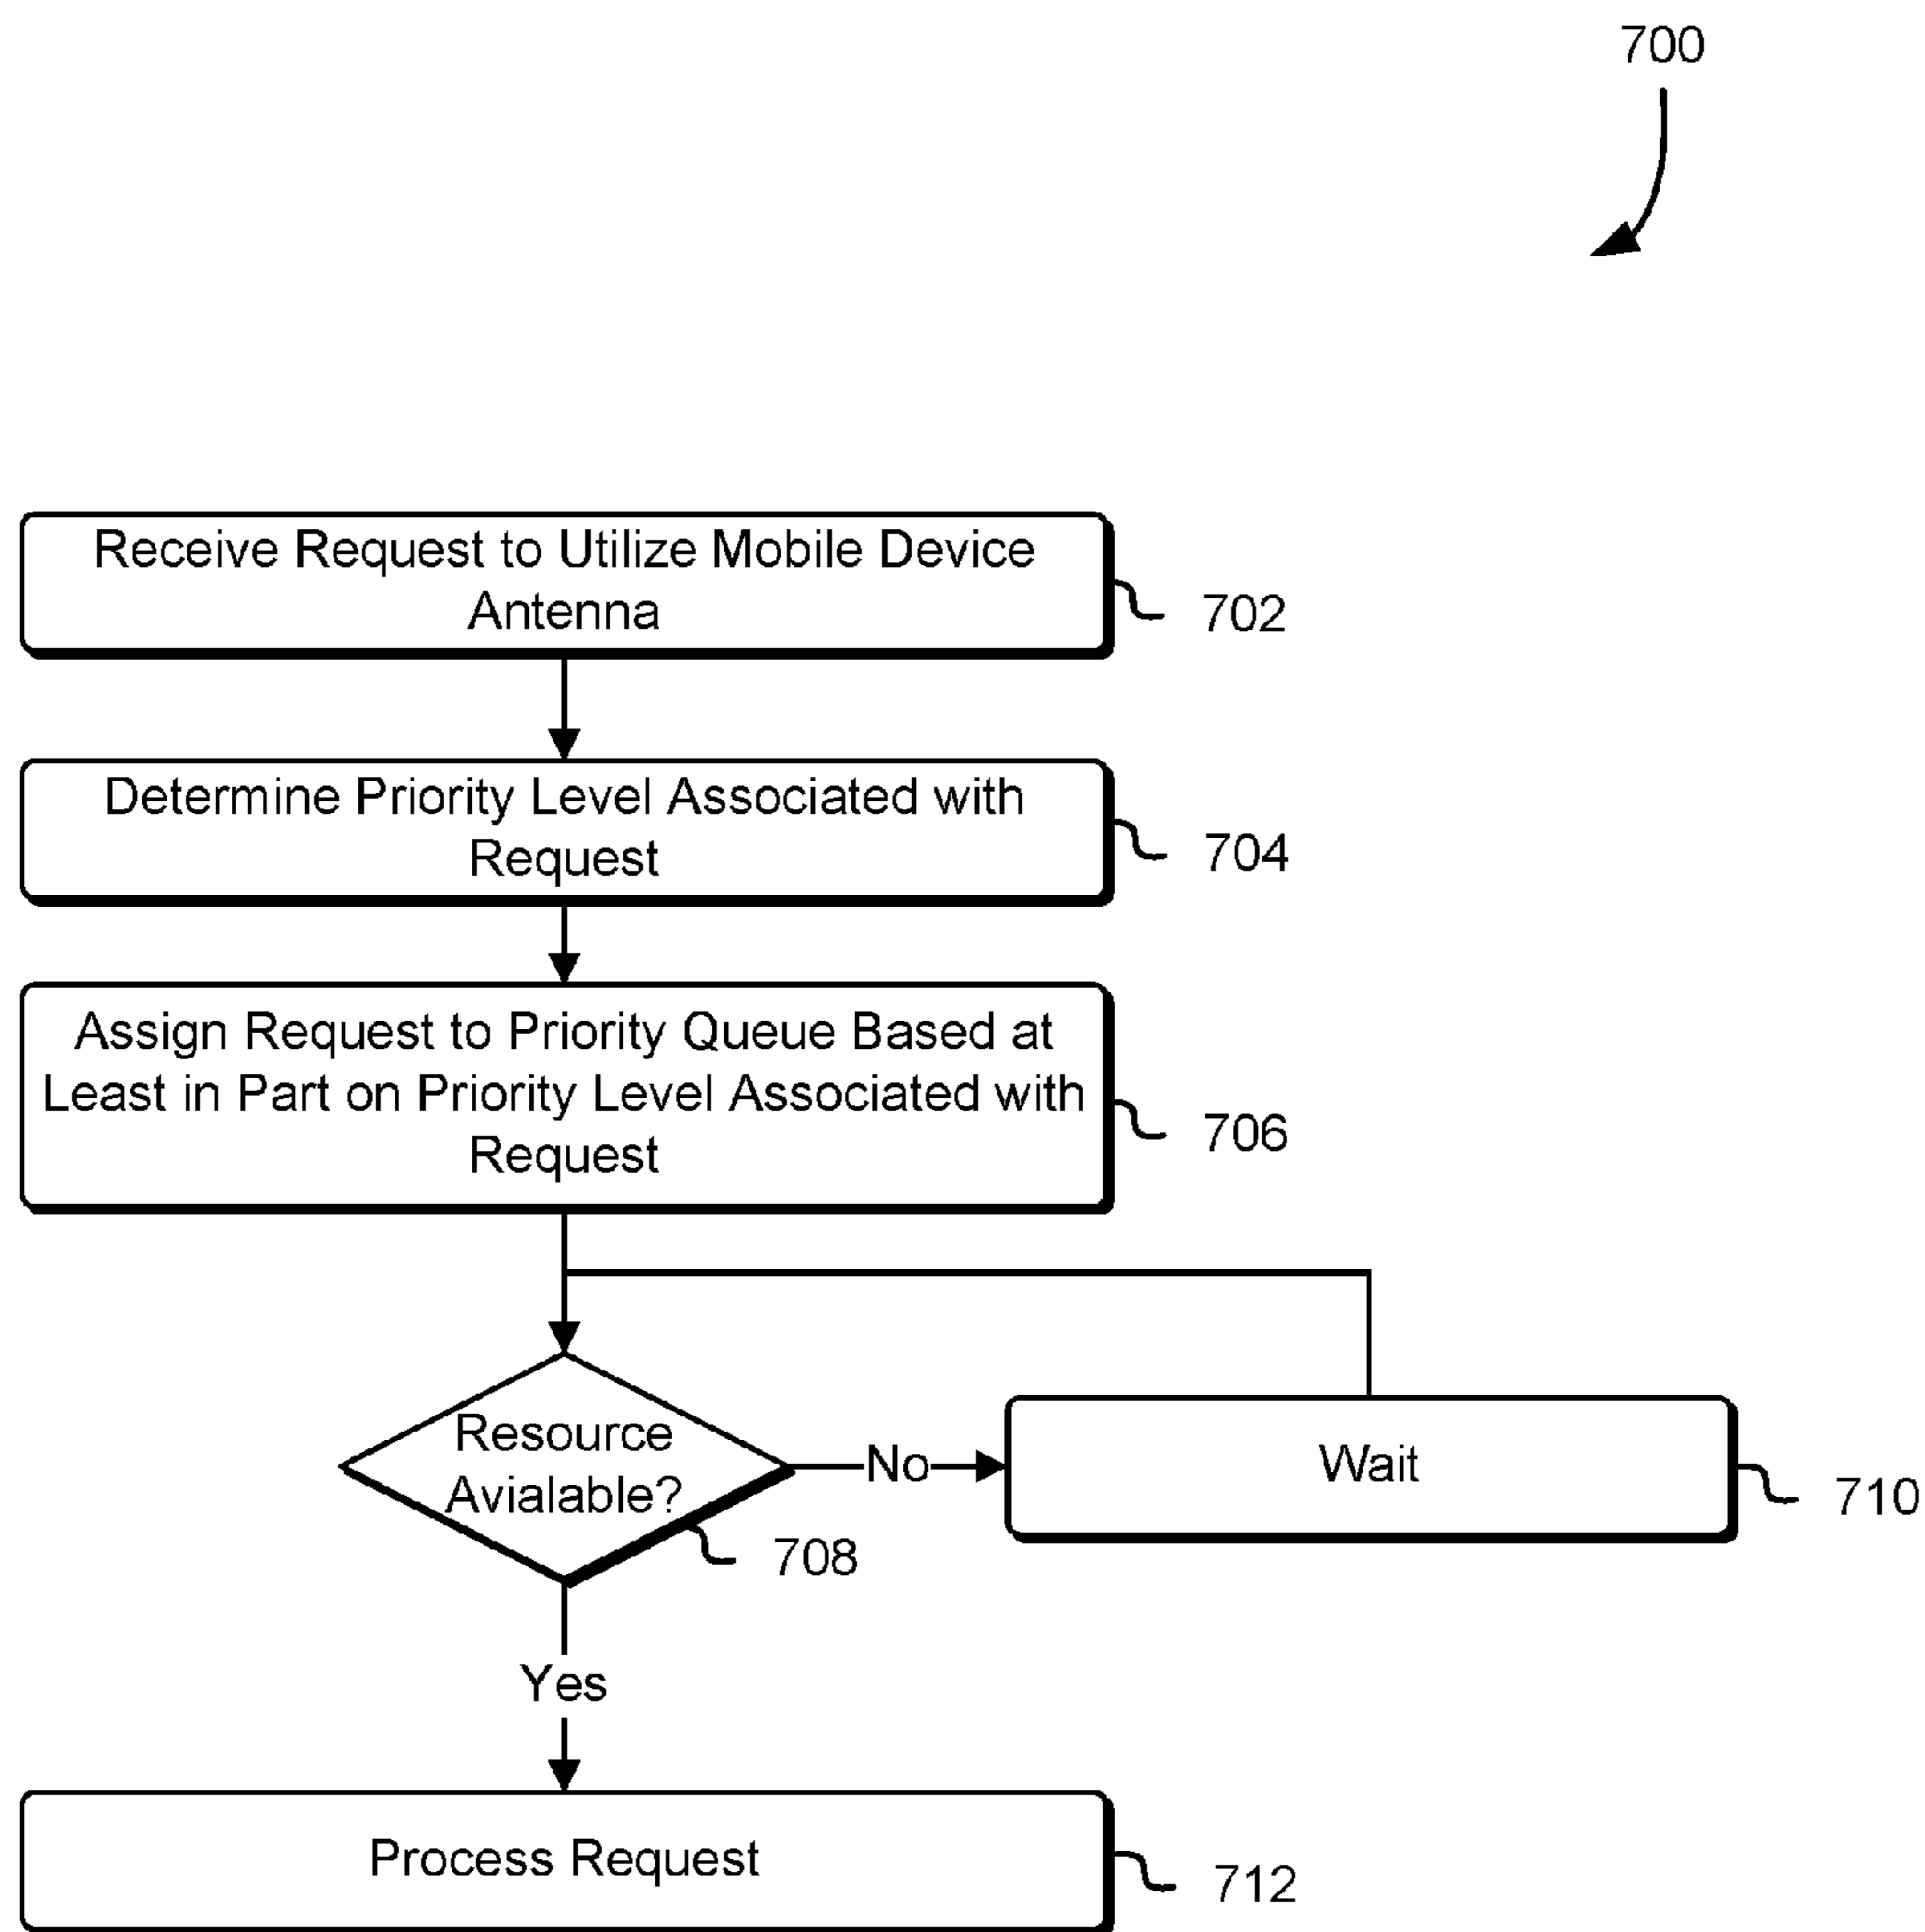 700
Receive Request to Utilize Mobile Device
Antenna
702
Determine Priority Level Associated with
Request
704
Assign Request to Priority Queue Based at
Least in Part on Priority Level Associated with
Request
706
Resource
Avialable?
708
No
Wait
710
Yes
Process Request
712